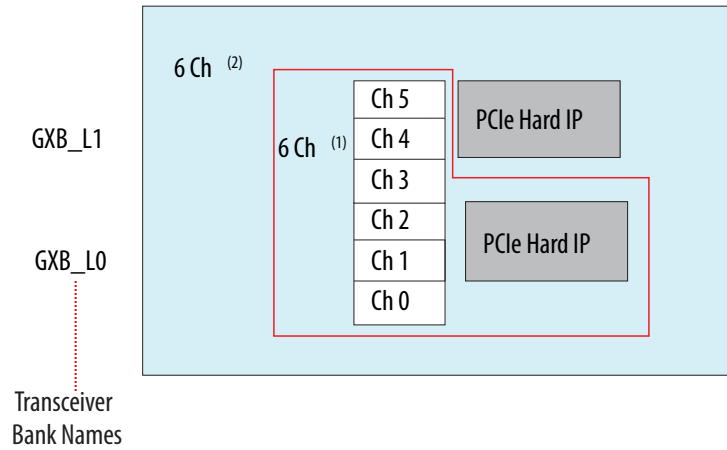 6 Ch (2)
Ch 5
PCIe Hard IP
GXB_L1
6 Ch (1)
Ch 4
Ch 3
Ch 2
PCIe Hard IP
GXB_L0
Ch 1
Ch 0
Transceiver
Bank Names